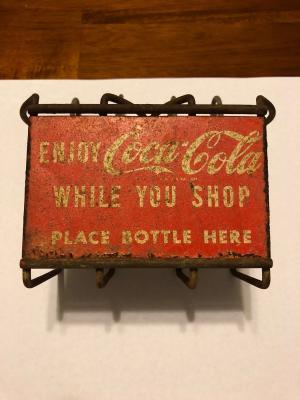 ENJOY Coca-Cola
WHILE YOU SHOP
PLACE BOTTLE HERE